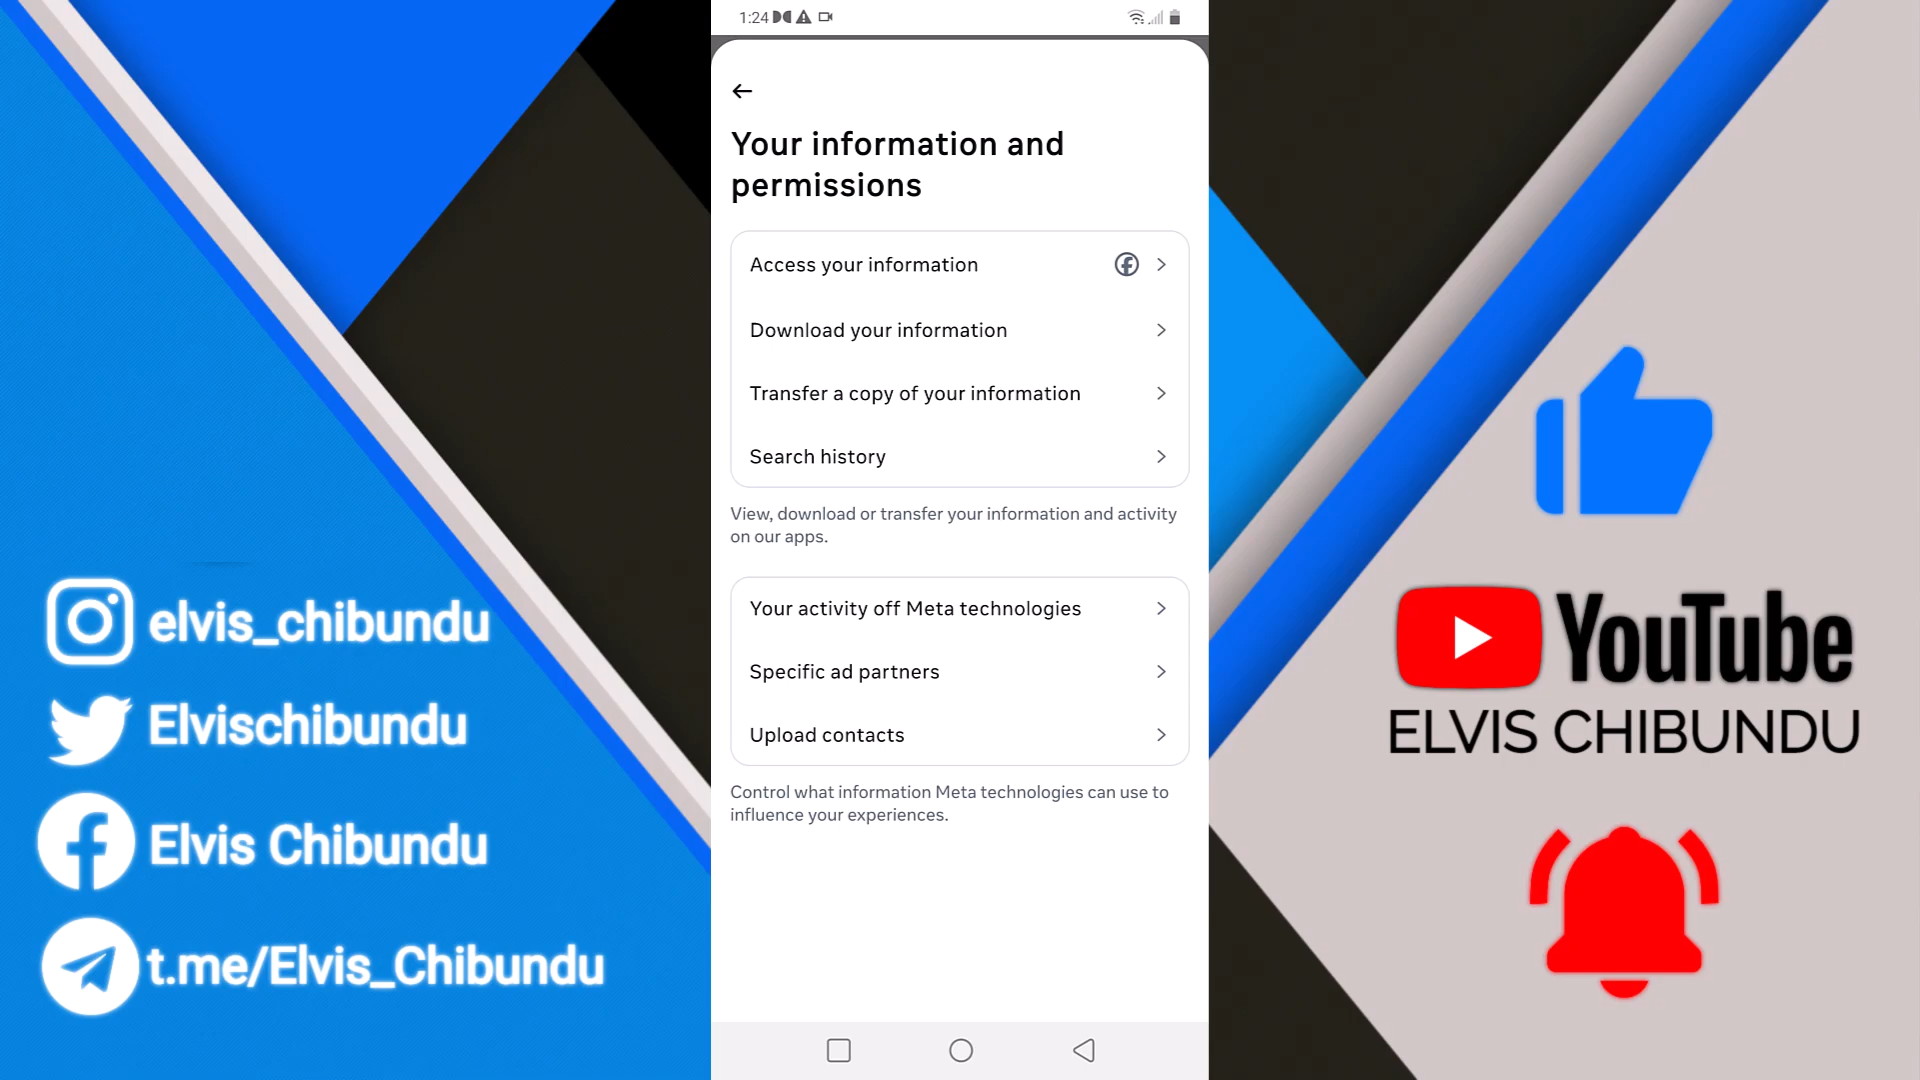 1:24
Your information and
permissions
Access your information
Download your information
Transfer a copy of your information
Search history
View, download or transfer your information and activity
on our apps.
Your activity off Meta technologies
Specific ad partners
Upload contacts
Control what information Meta technologies can use to
influence your experiences.
elvis_chibundu
Elvischibundu
Elvis Chibundu
t.me/Elvis_Chibundu
YouTube
ELVIS CHIBUNDU